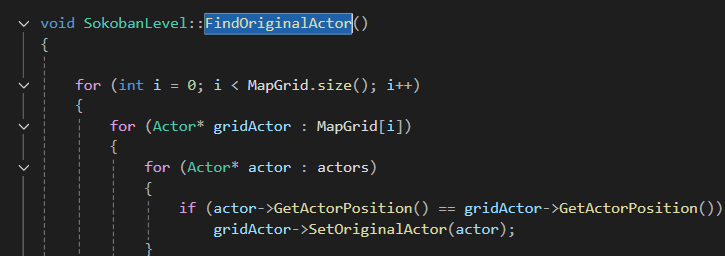 void SokobanLevel::FindOriginalActor()
{
for (int i = 0; i < MapGrid.size(); i++)
{
for (Actor* gridActor : MapGrid[i])
{
for (Actor* actor : actors)
{
if (actor->GetActorPosition() == gridActor->GetActorPosition())
gridActor->SetOriginalActor(actor);
}